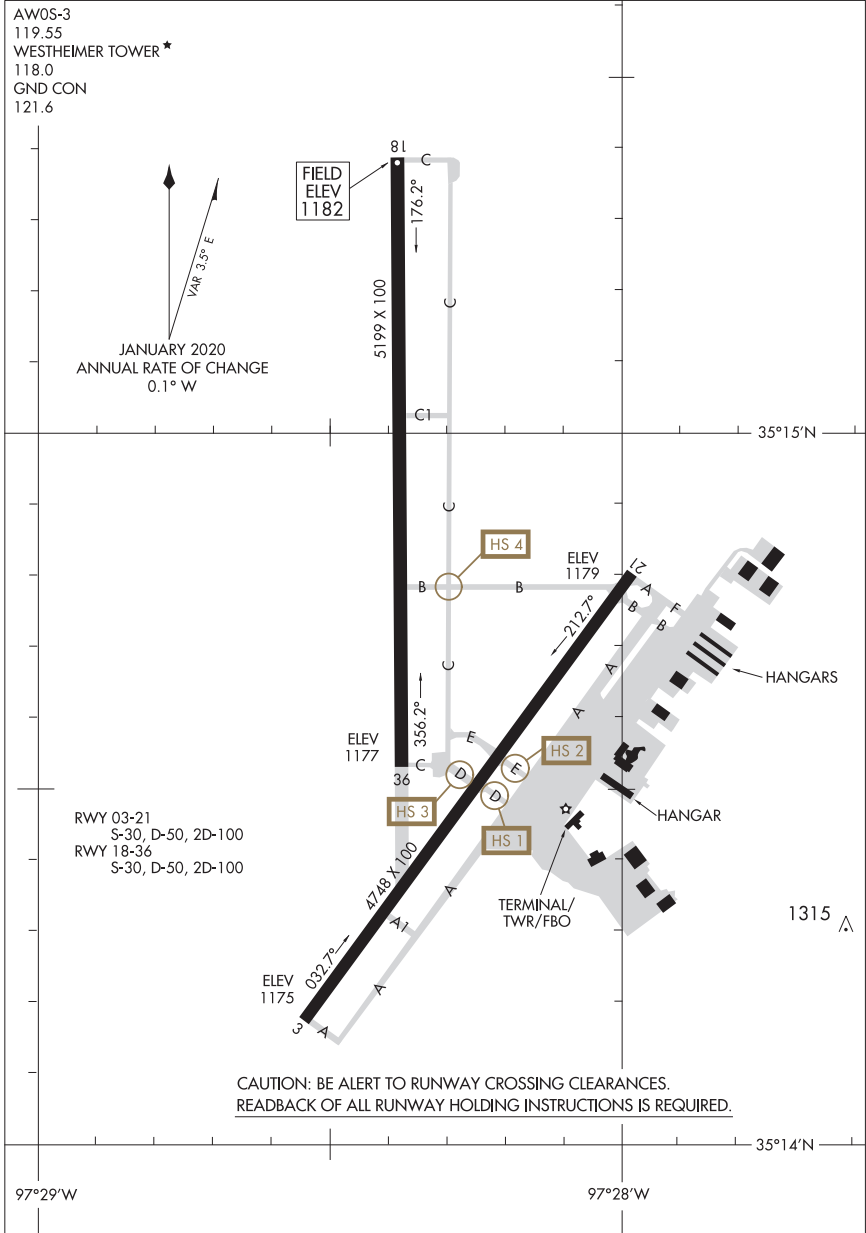 AW0S-3
119.55
WESTHEIMER TOWER★
118.0
GND CON
121.6
18
C
FIELD
ELEV
1182
176.2°
VAR 3.5° E
C
5199 X 100
JANUARY 2020
ANNUAL RATE OF CHANGE
0.1° W
C1
35°15'N
C
HS 4
ELEV
1179
21
B
B
A
F
B
B
212.7°
C
A
HANGARS
A
356.2°
ELEV
1177
E
HS 2
C
D
E
36
D
HS 3
HANGAR
RWY 03-21
S-30, D-50, 2D-100
RWY 18-36
S-30, D-50, 2D-100
HS 1
4748 X 100
A
TERMINAL/
TWR/FBO
1315
A1
032.7°
ELEV
1175
A
3
A
CAUTION: BE ALERT TO RUNWAY CROSSING CLEARANCES.
READBACK OF ALL RUNWAY HOLDING INSTRUCTIONS IS REQUIRED.
35°14'N
97°29'W
97°28'W